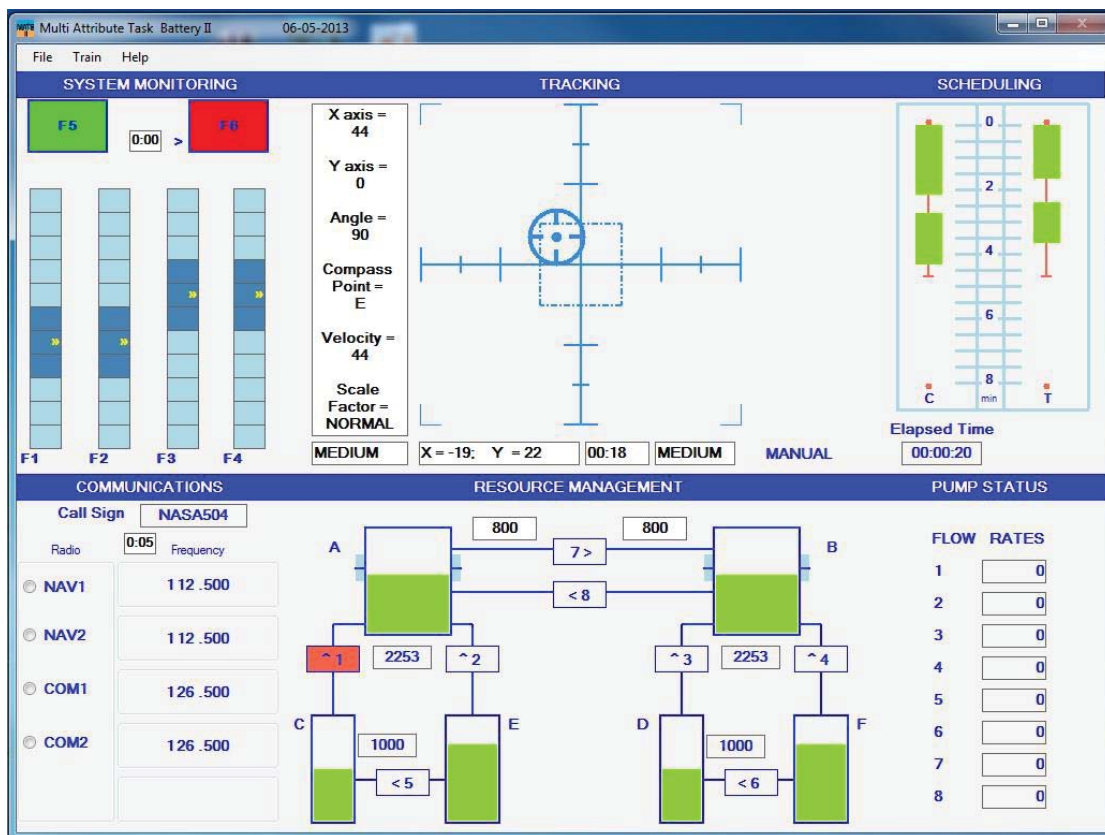 Multi Attribute Task Battery II 06-05-2013
File Train Help
SYSTEM MONITORING
F5
0:00 >
F6
F1 F2 F3 F4
TRACKING
X axis =
44
Y axis =
0
Angle =
90
Compass
Point =
E
Velocity =
44
Scale
Factor =
NORMAL
MEDIUM
X = -19; Y = 22
00:18
MEDIUM
MANUAL
SCHEDULING
0
2
4
6
8
C min T
Elapsed Time
00:00:20
COMMUNICATIONS
Call Sign NASA504
Radio 0:05 Frequency
NAV1 112 .500
NAV2 112 .500
COM1 126 .500
COM2 126 .500
RESOURCE MANAGEMENT
800 800
A 7 > B
< 8
^ 1 2253 ^ 2 ^ 3 2253 ^ 4
C E D F
1000 1000
< 5 < 6
PUMP STATUS
FLOW RATES
1 0
2 0
3 0
4 0
5 0
6 0
7 0
8 0